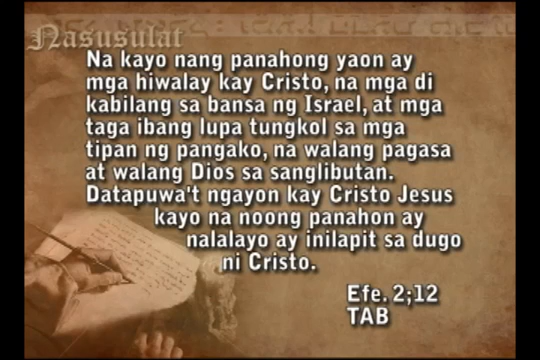 Nasusulat
Na kayo nang panahong yaon ay
mga hiwalay kay Cristo, na mga di
kabilang sa bansa ng Israel, at mga
taga ibang lupa tungkol sa mga
tipan ng pangako, na walang pagasa
at walang Dios sa sanglibutan.
Datapuwa't ngayon kay Cristo Jesus
kayo na noong panahon ay
nalalayo ay inilapit sa dugo
ni Cristo.
Efe. 2;12
TAB